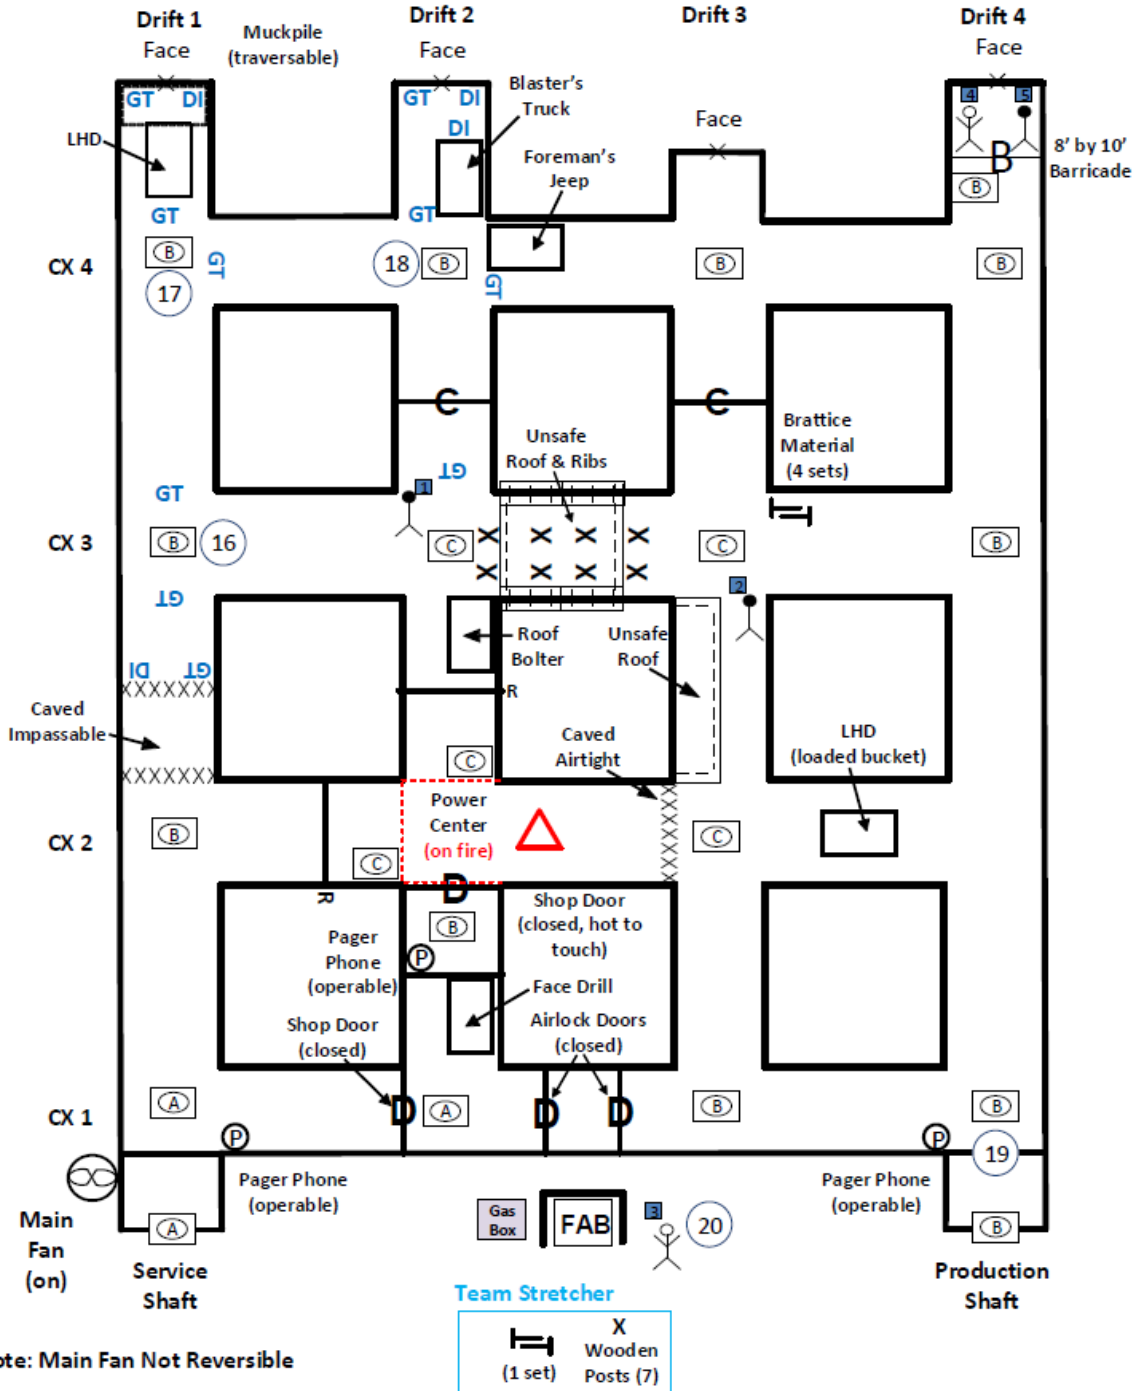 Drift 1
Drift 2
Drift 3
Drift 4
Face
Muckpile
(traversable)
Face
Face
Blaster's
Truck
GT DI
GT DI
DI
4
5
LHD
Foreman's
Jeep
Face
B
8' by 10'
Barricade
B
GT
GT
CX 4
B
GT
18
B
GT
B
B
17
C
C
Unsafe
Roof & Ribs
Brattice
Material
(4 sets)
GT
GT
1
CX 3
B
16
C
X X X X
X X X X
C
B
GT
2
Roof
Bolter
Unsafe
Roof
DI GT
XXXXXX
R
Caved
Impassable
Caved
Airtight
LHD
(loaded bucket)
XXXXXX
C
CX 2
B
Power
Center
(on fire)
C
C
R
D
Shop Door
(closed, hot to
touch)
B
Pager
Phone
(operable)
P
Face Drill
Shop Door
(closed)
Airlock Doors
(closed)
CX 1
A
D
A
D
D
B
B
P
P
19
Pager Phone
(operable)
Pager Phone
(operable)
Main
Fan
(on)
A
Gas
Box
FAB
3
20
B
Service
Shaft
Production
Shaft
Team Stretcher
X
Wooden
Posts (7)
(1 set)
ote: Main Fan Not Reversible